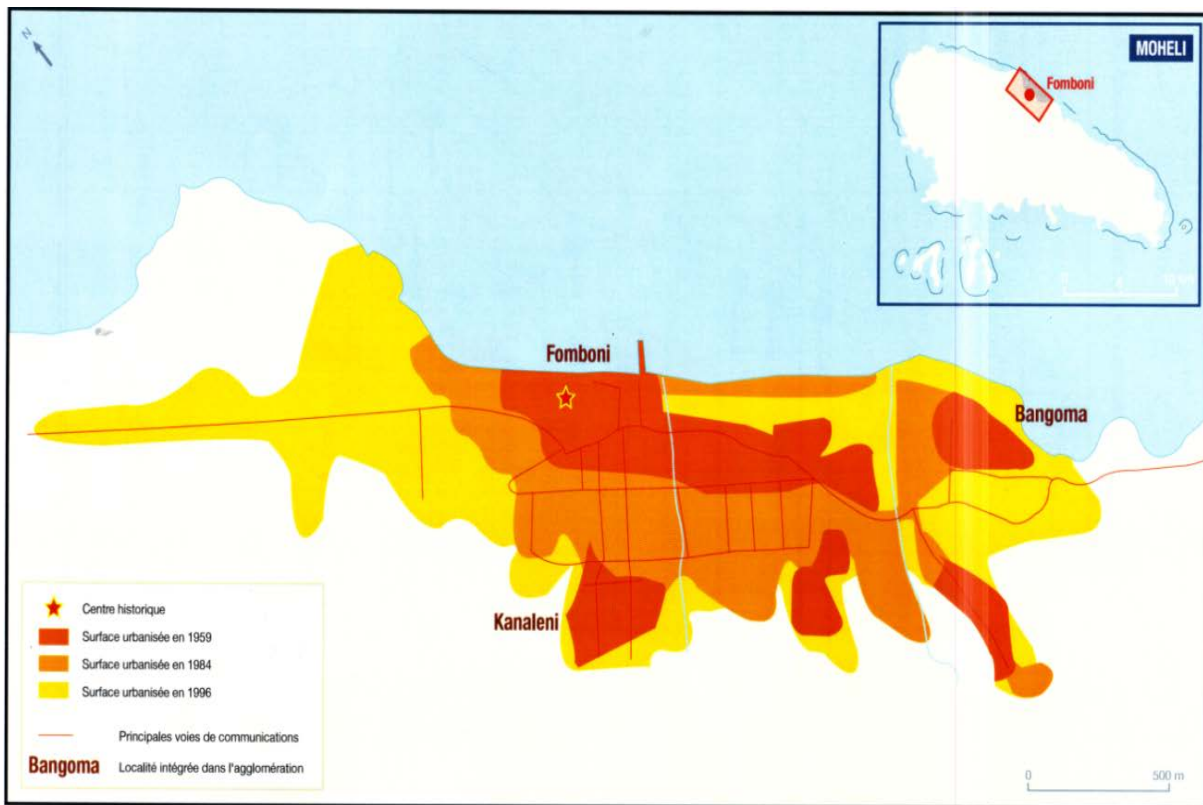 N
MOHELI
Fomboni
Fomboni
Bangoma
Kanaleni
Centre historique
Surface urbanisée en 1959
Surface urbanisée en 1984
Surface urbanisée en 1996
Principales voies de communications
Bangoma Localité intégrée dans l'agglomération
0 500 m